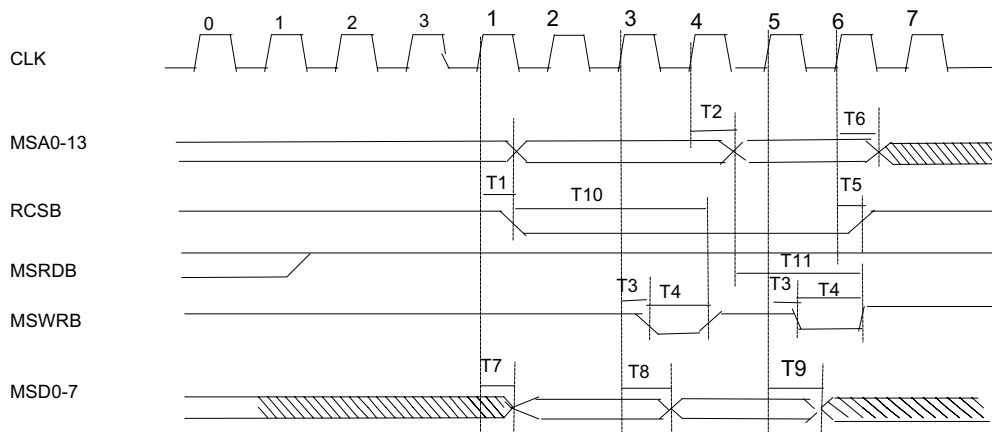 0 1 2 3 1 2 3 4 5 6 7
CLK
T2 T6
MSA0-13
T1 T10 T5
RCSB
MSRDB
T11
T3 T4 T3 T4
MSWRB
T7 T8 T9
MSD0-7